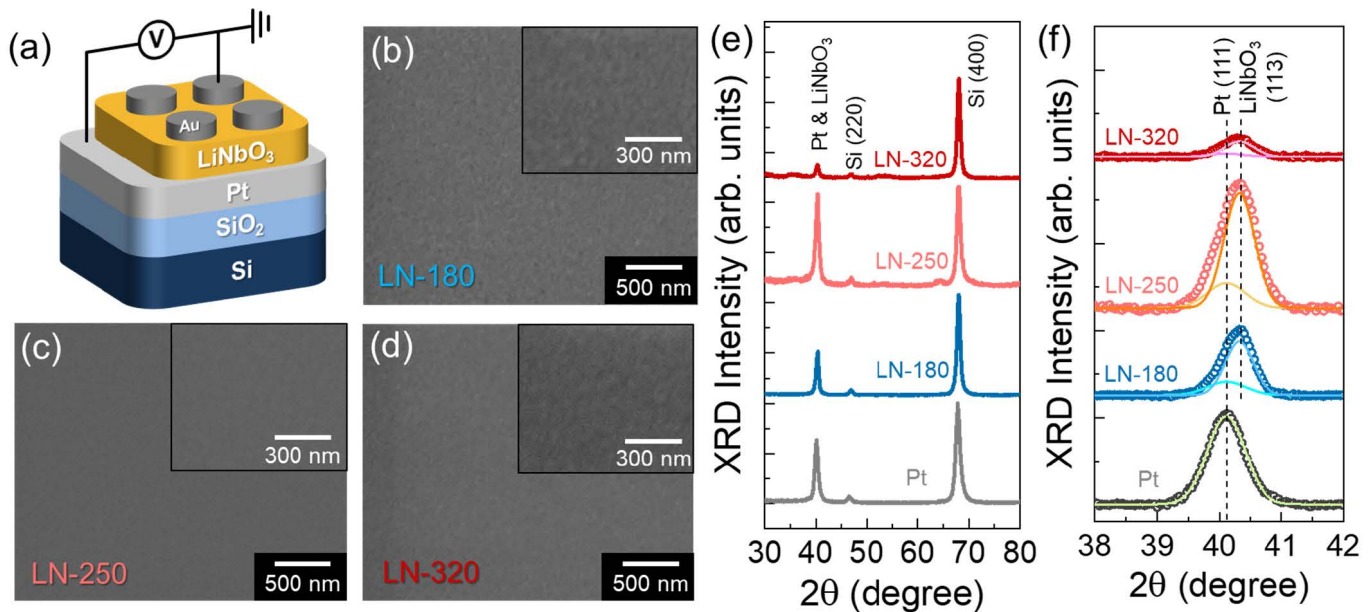 (a)
V
Au
LiNbO₃
Pt
SiO₂
Si
(b)
300 nm
LN-180
500 nm
(c)
300 nm
LN-250
500 nm
(d)
300 nm
LN-320
500 nm
(e)
XRD Intensity (arb. units)
Pt & LiNbO₃
Si (220)
Si (400)
LN-320
LN-250
LN-180
Pt
30 40 50 60 70 80
2θ (degree)
(f)
XRD Intensity (arb. units)
Pt (111)
LiNbO₃
(113)
LN-320
LN-250
LN-180
Pt
38 39 40 41 42
2θ (degree)